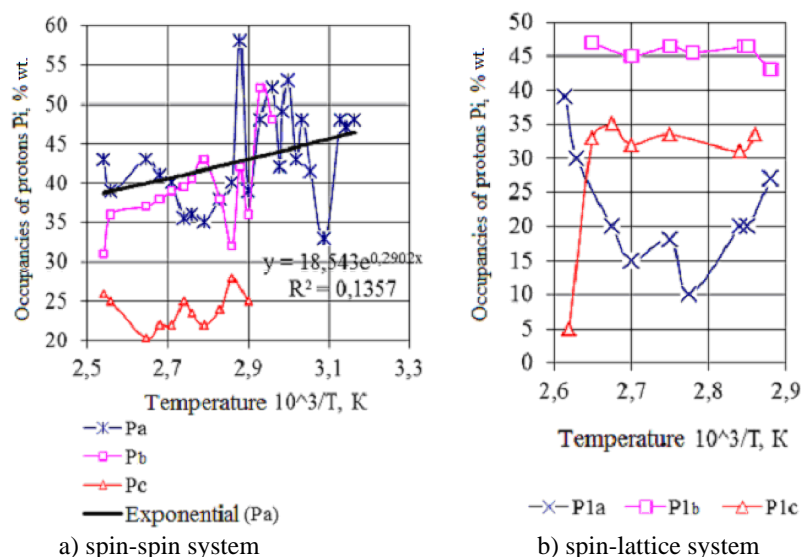 Occupancies of protons Pi, % wt.
60
55
50
45
40
35
30
25
20
y = 18,543e^0,2902x
R² = 0,1357
2,5 2,7 2,9 3,1 3,3
Temperature 10^3/T, K
Pa
Pb
Pc
Exponential (Pa)
a) spin-spin system
Occupancies of protons Pi, % wt.
50
45
40
35
30
25
20
15
10
5
0
2,6 2,7 2,8 2,9
Temperature 10^3/T, K
P1a P1b P1c
b) spin-lattice system